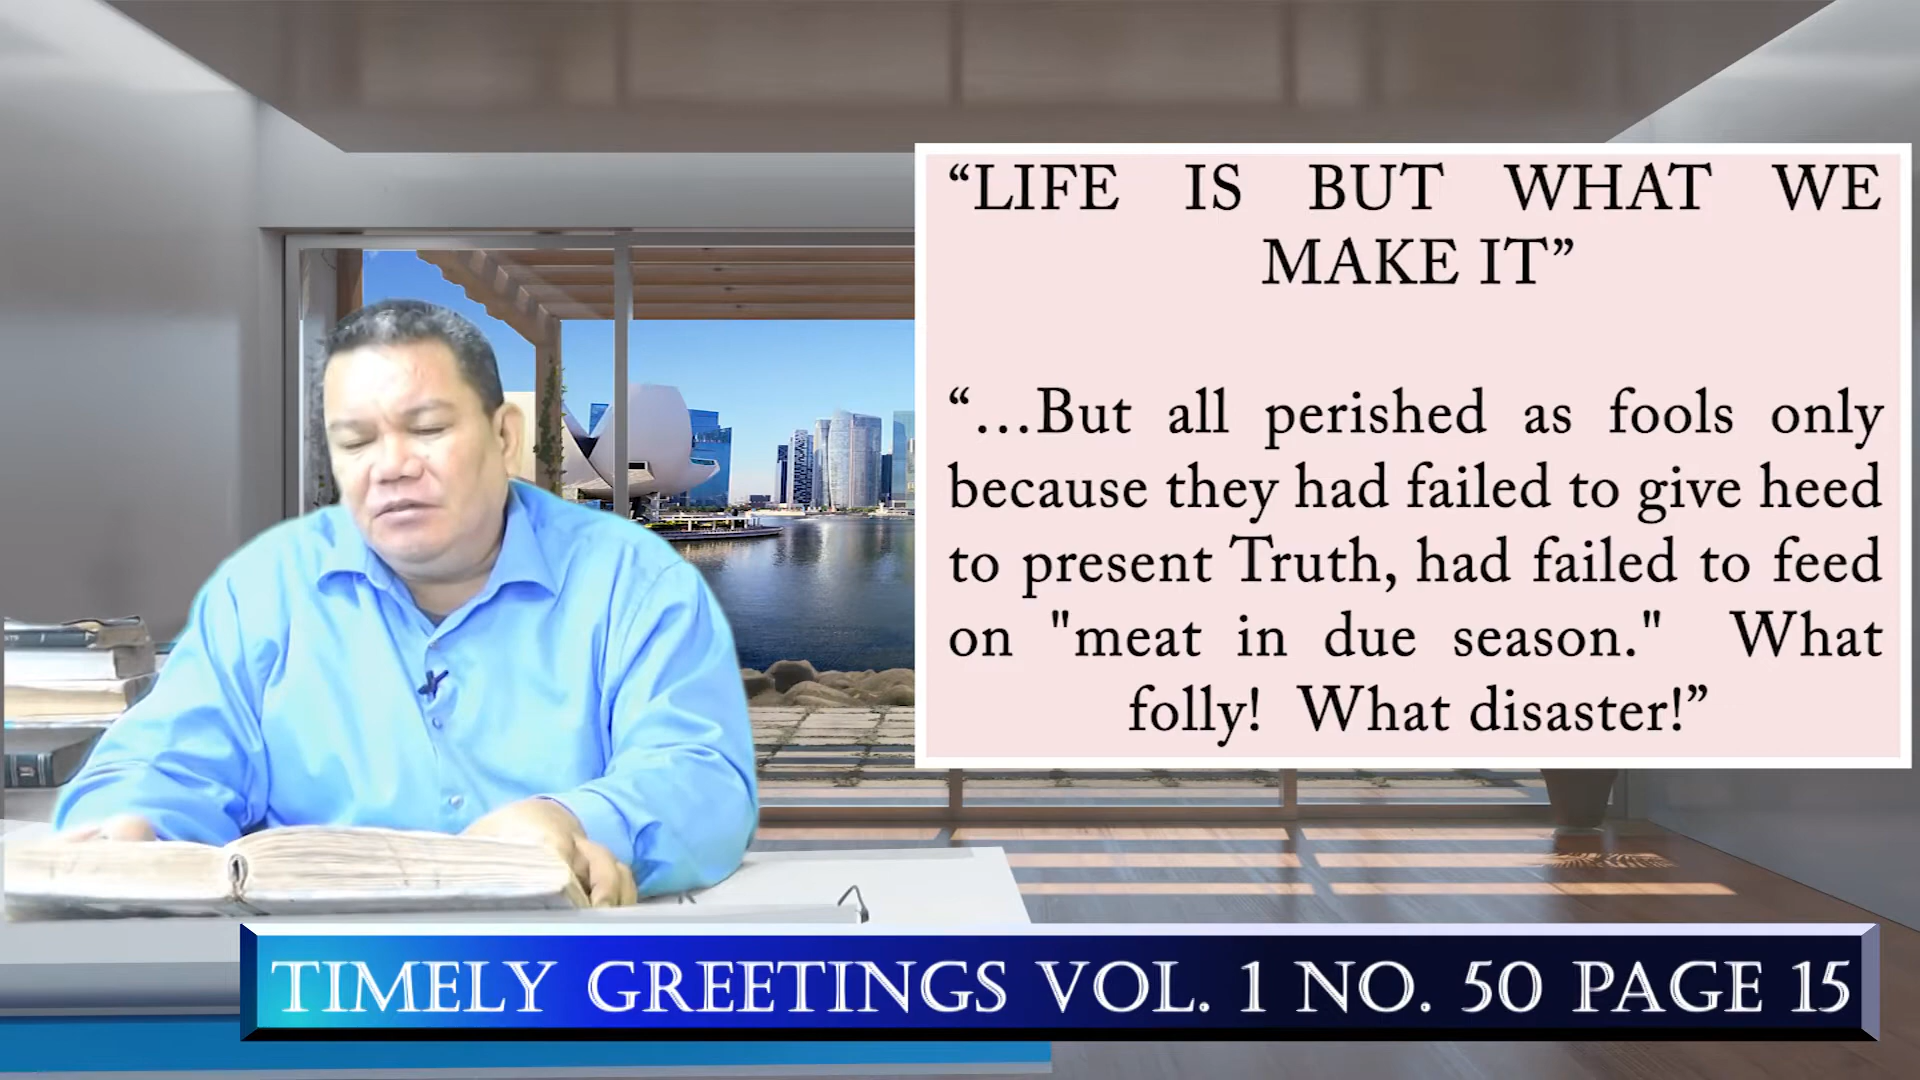 “LIFE IS BUT WHAT WE
MAKE IT”
“…But all perished as fools only
because they had failed to give heed
to present Truth, had failed to feed
on "meat in due season." What
folly! What disaster!”
TIMELY GREETINGS VOL. 1 NO. 50 PAGE 15